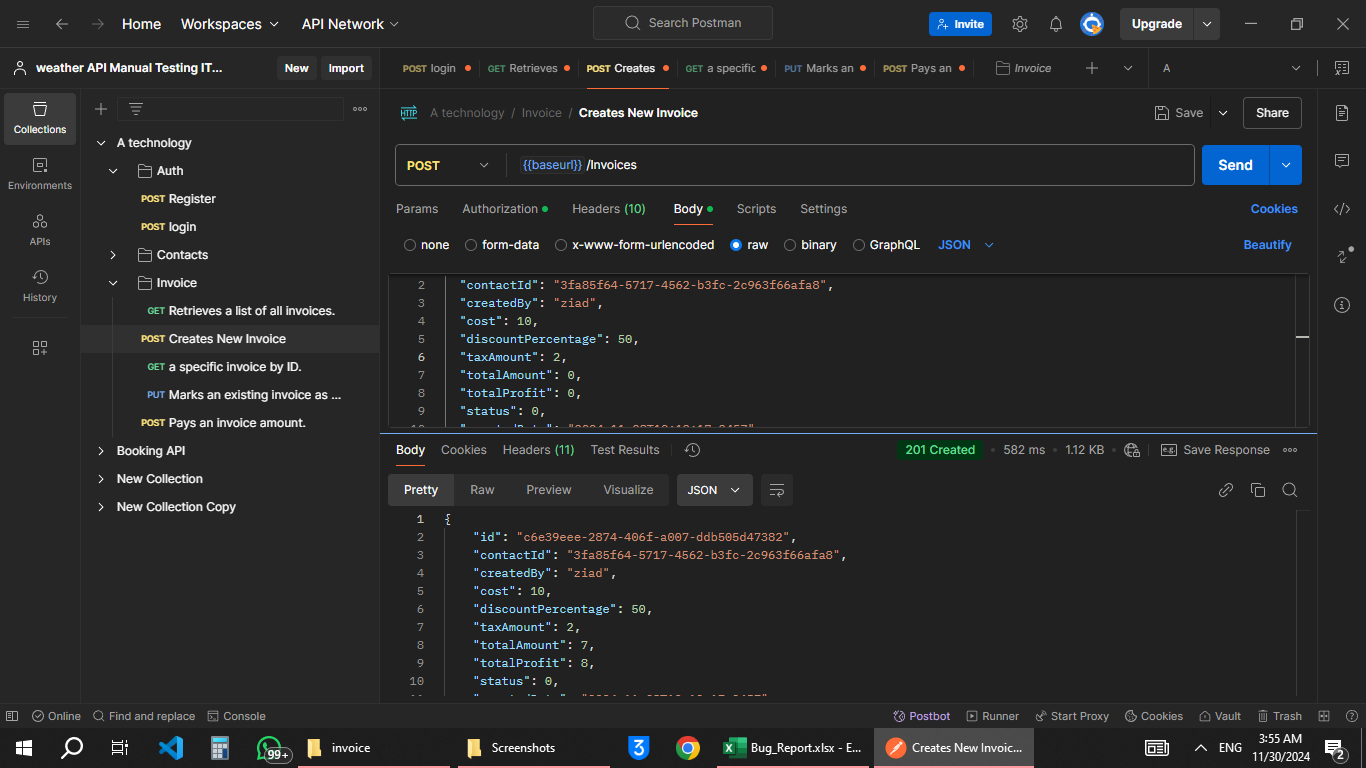 Home Workspaces API Network Search Postman Invite Upgrade
weather API Manual Testing IT... New Import
POST login GET Retrieves POST Creates GET a specific PUT Marks an POST Pays an Invoice A
Collections
Environments
APIs
History
A technology
Auth
POST Register
POST login
Contacts
Invoice
GET Retrieves a list of all invoices.
POST Creates New Invoice
GET a specific invoice by ID.
PUT Marks an existing invoice as ...
POST Pays an invoice amount.
Booking API
New Collection
New Collection Copy
HTTP A technology / Invoice / Creates New Invoice Save Share
POST {{baseurl}} /Invoices Send
Params Authorization Headers (10) Body Scripts Settings Cookies
none form-data x-www-form-urlencoded raw binary GraphQL JSON Beautify
2 "contactId": "3fa85f64-5717-4562-b3fc-2c963f66afa8",
3 "createdBy": "ziad",
4 "cost": 10,
5 "discountPercentage": 50,
6 "taxAmount": 2,
7 "totalAmount": 0,
8 "totalProfit": 0,
9 "status": 0,
Body Cookies Headers (11) Test Results 201 Created 582 ms 1.12 KB e.g. Save Response
Pretty Raw Preview Visualize JSON
1 {
2 "id": "c6e39eee-2874-406f-a007-ddb505d47382",
3 "contactId": "3fa85f64-5717-4562-b3fc-2c963f66afa8",
4 "createdBy": "ziad",
5 "cost": 10,
6 "discountPercentage": 50,
7 "taxAmount": 2,
8 "totalAmount": 7,
9 "totalProfit": 8,
10 "status": 0,
Online Find and replace Console Postbot Runner Start Proxy Cookies Vault Trash
99+ invoice Screenshots 3 Bug_Report.xlsx - E... Creates New Invoic... ENG 3:55 AM
11/30/2024 2